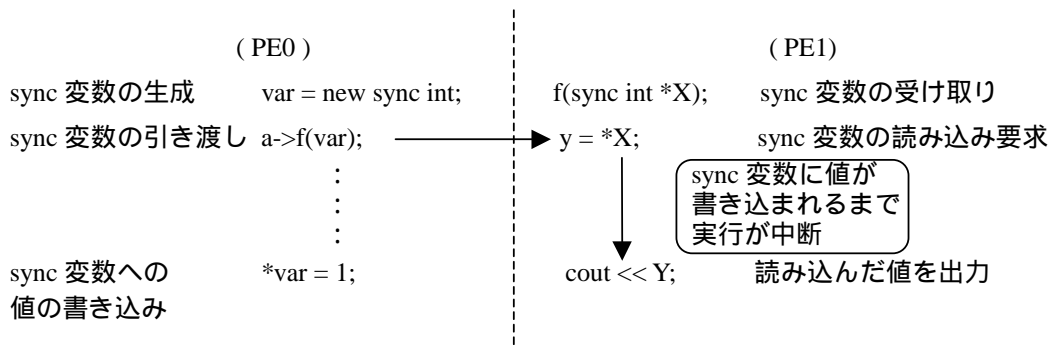 ( PE0 ) ( PE1)
sync 変数の生成 var = new sync int; f(sync int *X); sync 変数の受け取り
sync 変数の引き渡し a->f(var); y = *X; sync 変数の読み込み要求
:
:
:
sync 変数に値が
書き込まれるまで
実行が中断
sync 変数への *var = 1; cout << Y; 読み込んだ値を出力
値の書き込み